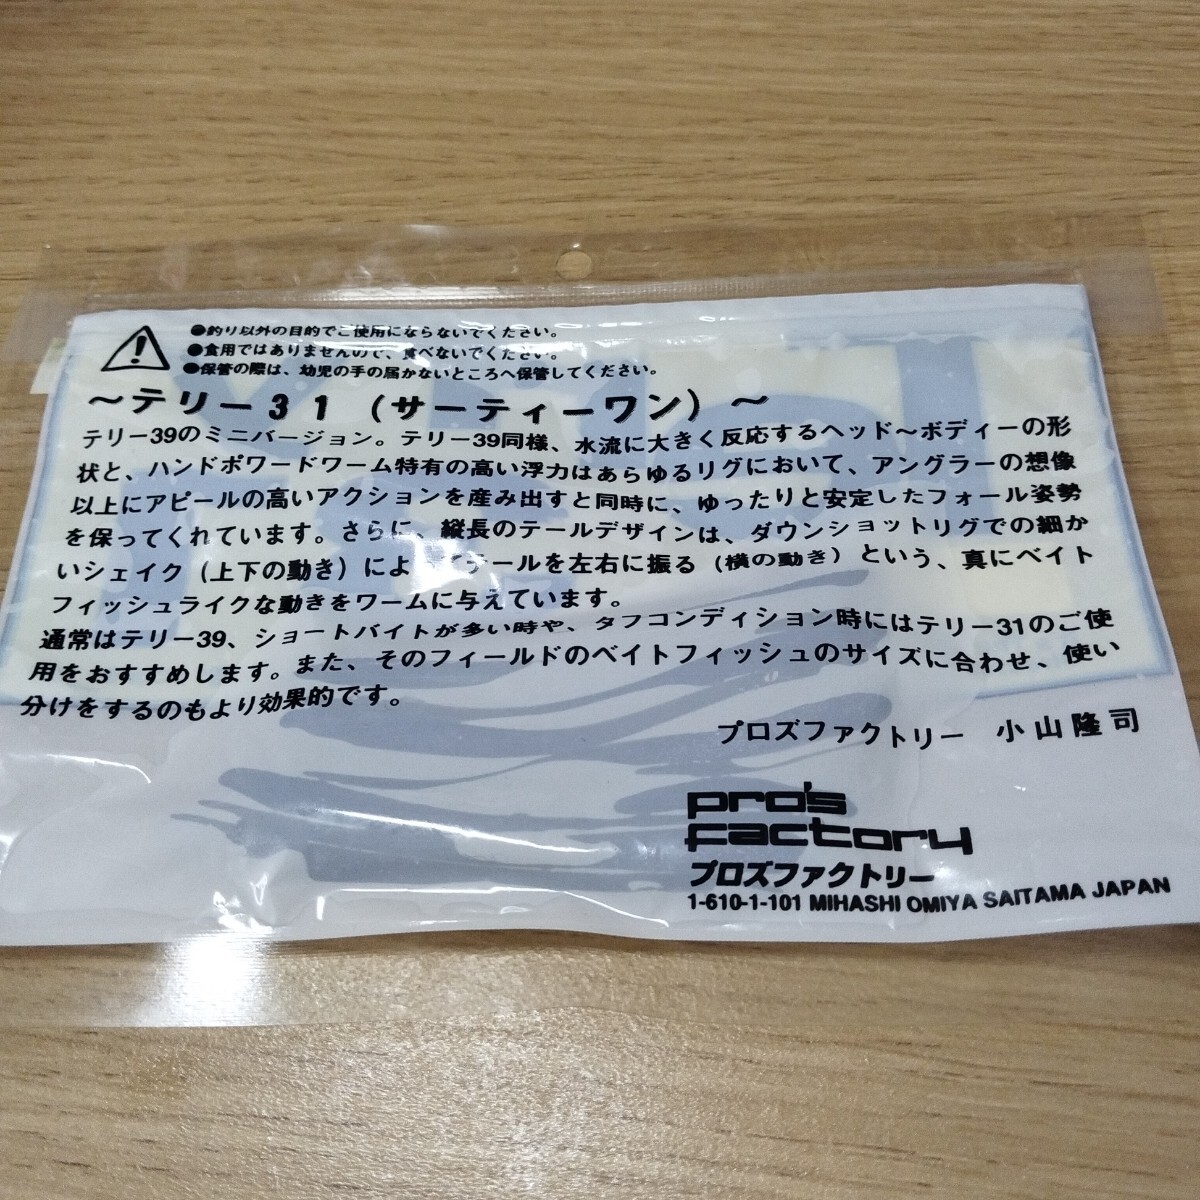 ●釣り以外の目的でご使用にならないでください。
●食用ではありませんので、食べないでください。
●保管の際は、幼児の手の届かないところへ保管してください。
～テリー31（サーティーワン）～
テリー39のミニバージョン。テリー39同様、水流に大きく反応するヘッド～ボディーの形
状と、ハンドポワードワーム特有の高い浮力はあらゆるリグにおいて、アングラーの想像
以上にアピールの高いアクションを産み出すと同時に、ゆったりと安定したフォール姿勢
を保ってくれています。さらに、縦長のテールデザインは、ダウンショットリグでの細か
いシェイク（上下の動き）によ テールを左右に振る（横の動き）という、真にベイト
フィッシュライクな動きをワームに与えています。
通常はテリー39、ショートバイトが多い時や、タフコンディション時にはテリー31のご使
用をおすすめします。また、そのフィールドのベイトフィッシュのサイズに合わせ、使い
分けをするのもより効果的です。
プロズファクトリー 小山隆司
pro's
factory
プロズファクトリー
1-610-1-101 MIHASHI OMIYA SAITAMA JAPAN